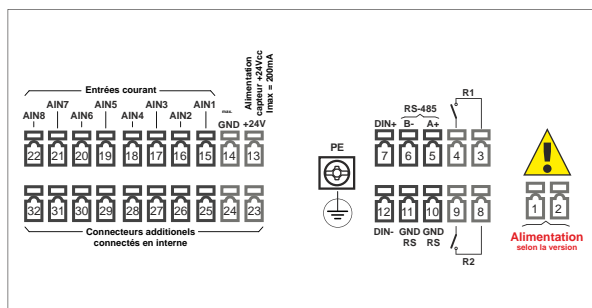 Entrées courant
AIN8 AIN7 AIN6 AIN5 AIN4 AIN3 AIN2 AIN1
mas.
GND +24V
Alimentation
capteur +24Vcc
Imax = 200mA
22 21 20 19 18 17 16 15 14 13
32 31 30 29 28 27 26 25 24 23
Connecteurs additionels
connectés en interne
PE
R1
RS-485
DIN+ B- A+
7 6 5 4 3
12 11 10 9 8
DIN- GND GND
RS RS
R2
1 2
Alimentation
selon la version